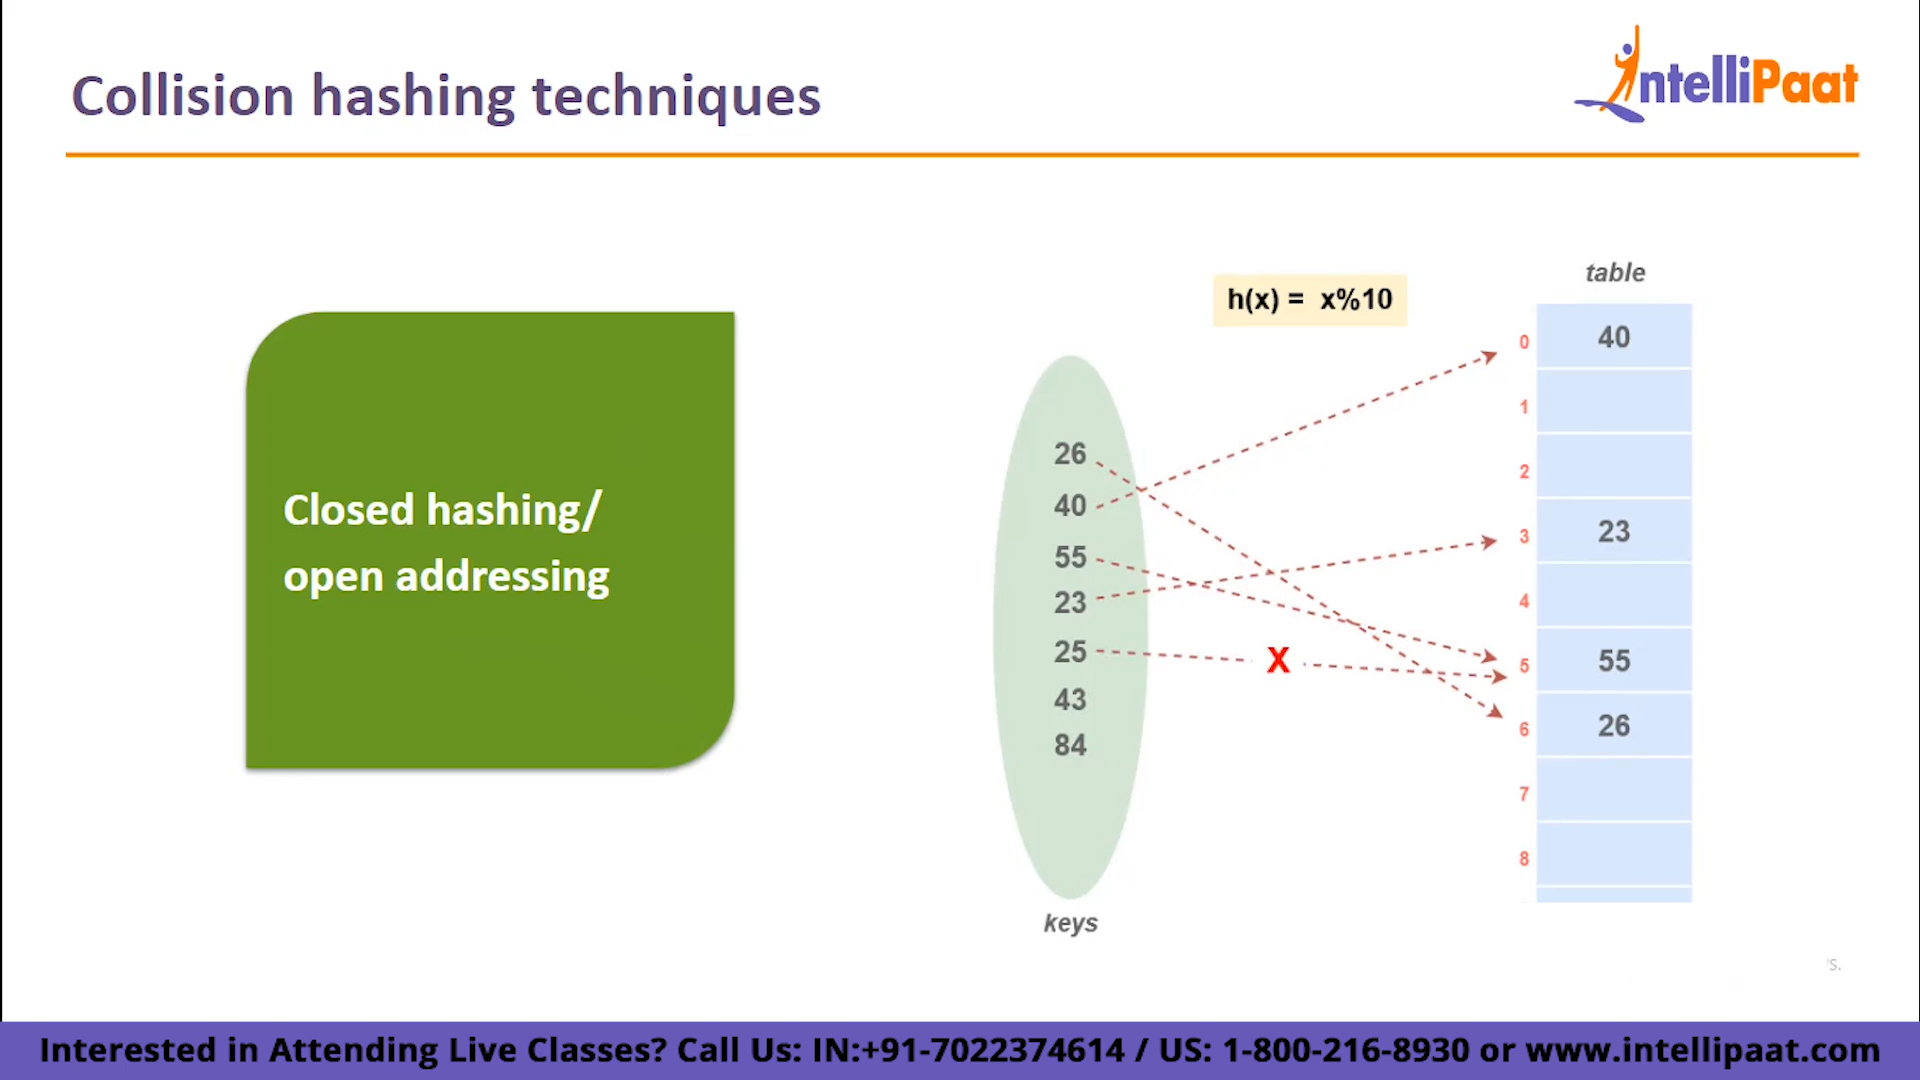 Collision hashing techniques
IntelliPaat
Closed hashing/
open addressing
h(x) = x%10
table
26
40
55
23
25
43
84
keys
X
0 40
1
2
3 23
4
5 55
6 26
7
8
s.
Interested in Attending Live Classes? Call Us: IN:+91-7022374614 / US: 1-800-216-8930 or www.intellipaat.com